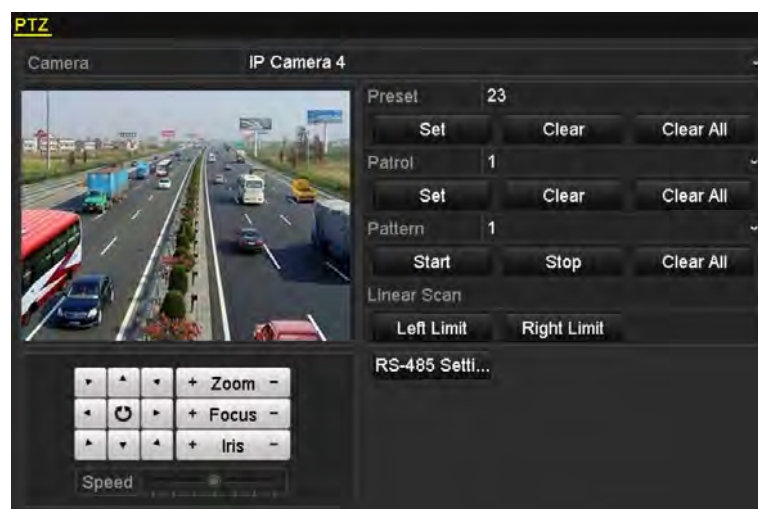 PTZ
Camera IP Camera 4
Preset 23
Set Clear Clear All
Patrol 1
Set Clear Clear All
Pattern 1
Start Stop Clear All
Linear Scan
Left Limit Right Limit
RS-485 Setti...
+ Zoom -
+ Focus -
+ Iris -
Speed